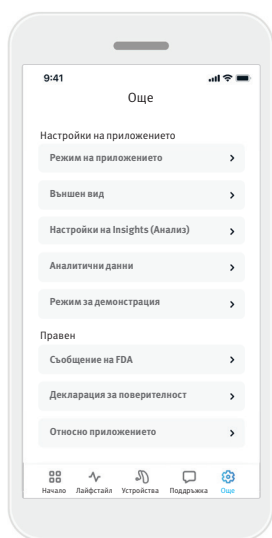 9:41
Още
Настройки на приложението
Режим на приложението
Външен вид
Настройки на Insights (Анализ)
Аналитични данни
Режим за демонстрация
Правен
Съобщение на FDA
Декларация за поверителност
Относно приложението
Начало Лайфстайл Устройства Поддръжка Още